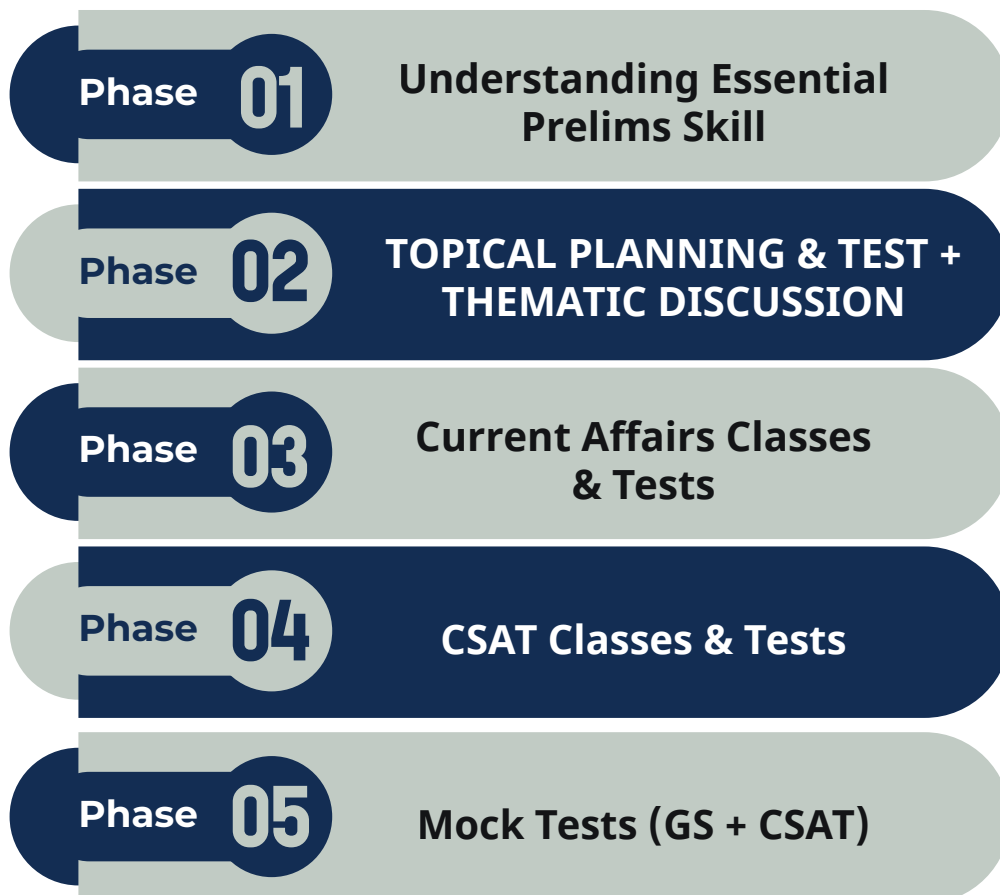 Phase 01
Understanding Essential
Prelims Skill
Phase 02
TOPICAL PLANNING & TEST +
THEMATIC DISCUSSION
Phase 03
Current Affairs Classes
& Tests
Phase 04
CSAT Classes & Tests
Phase 05
Mock Tests (GS + CSAT)